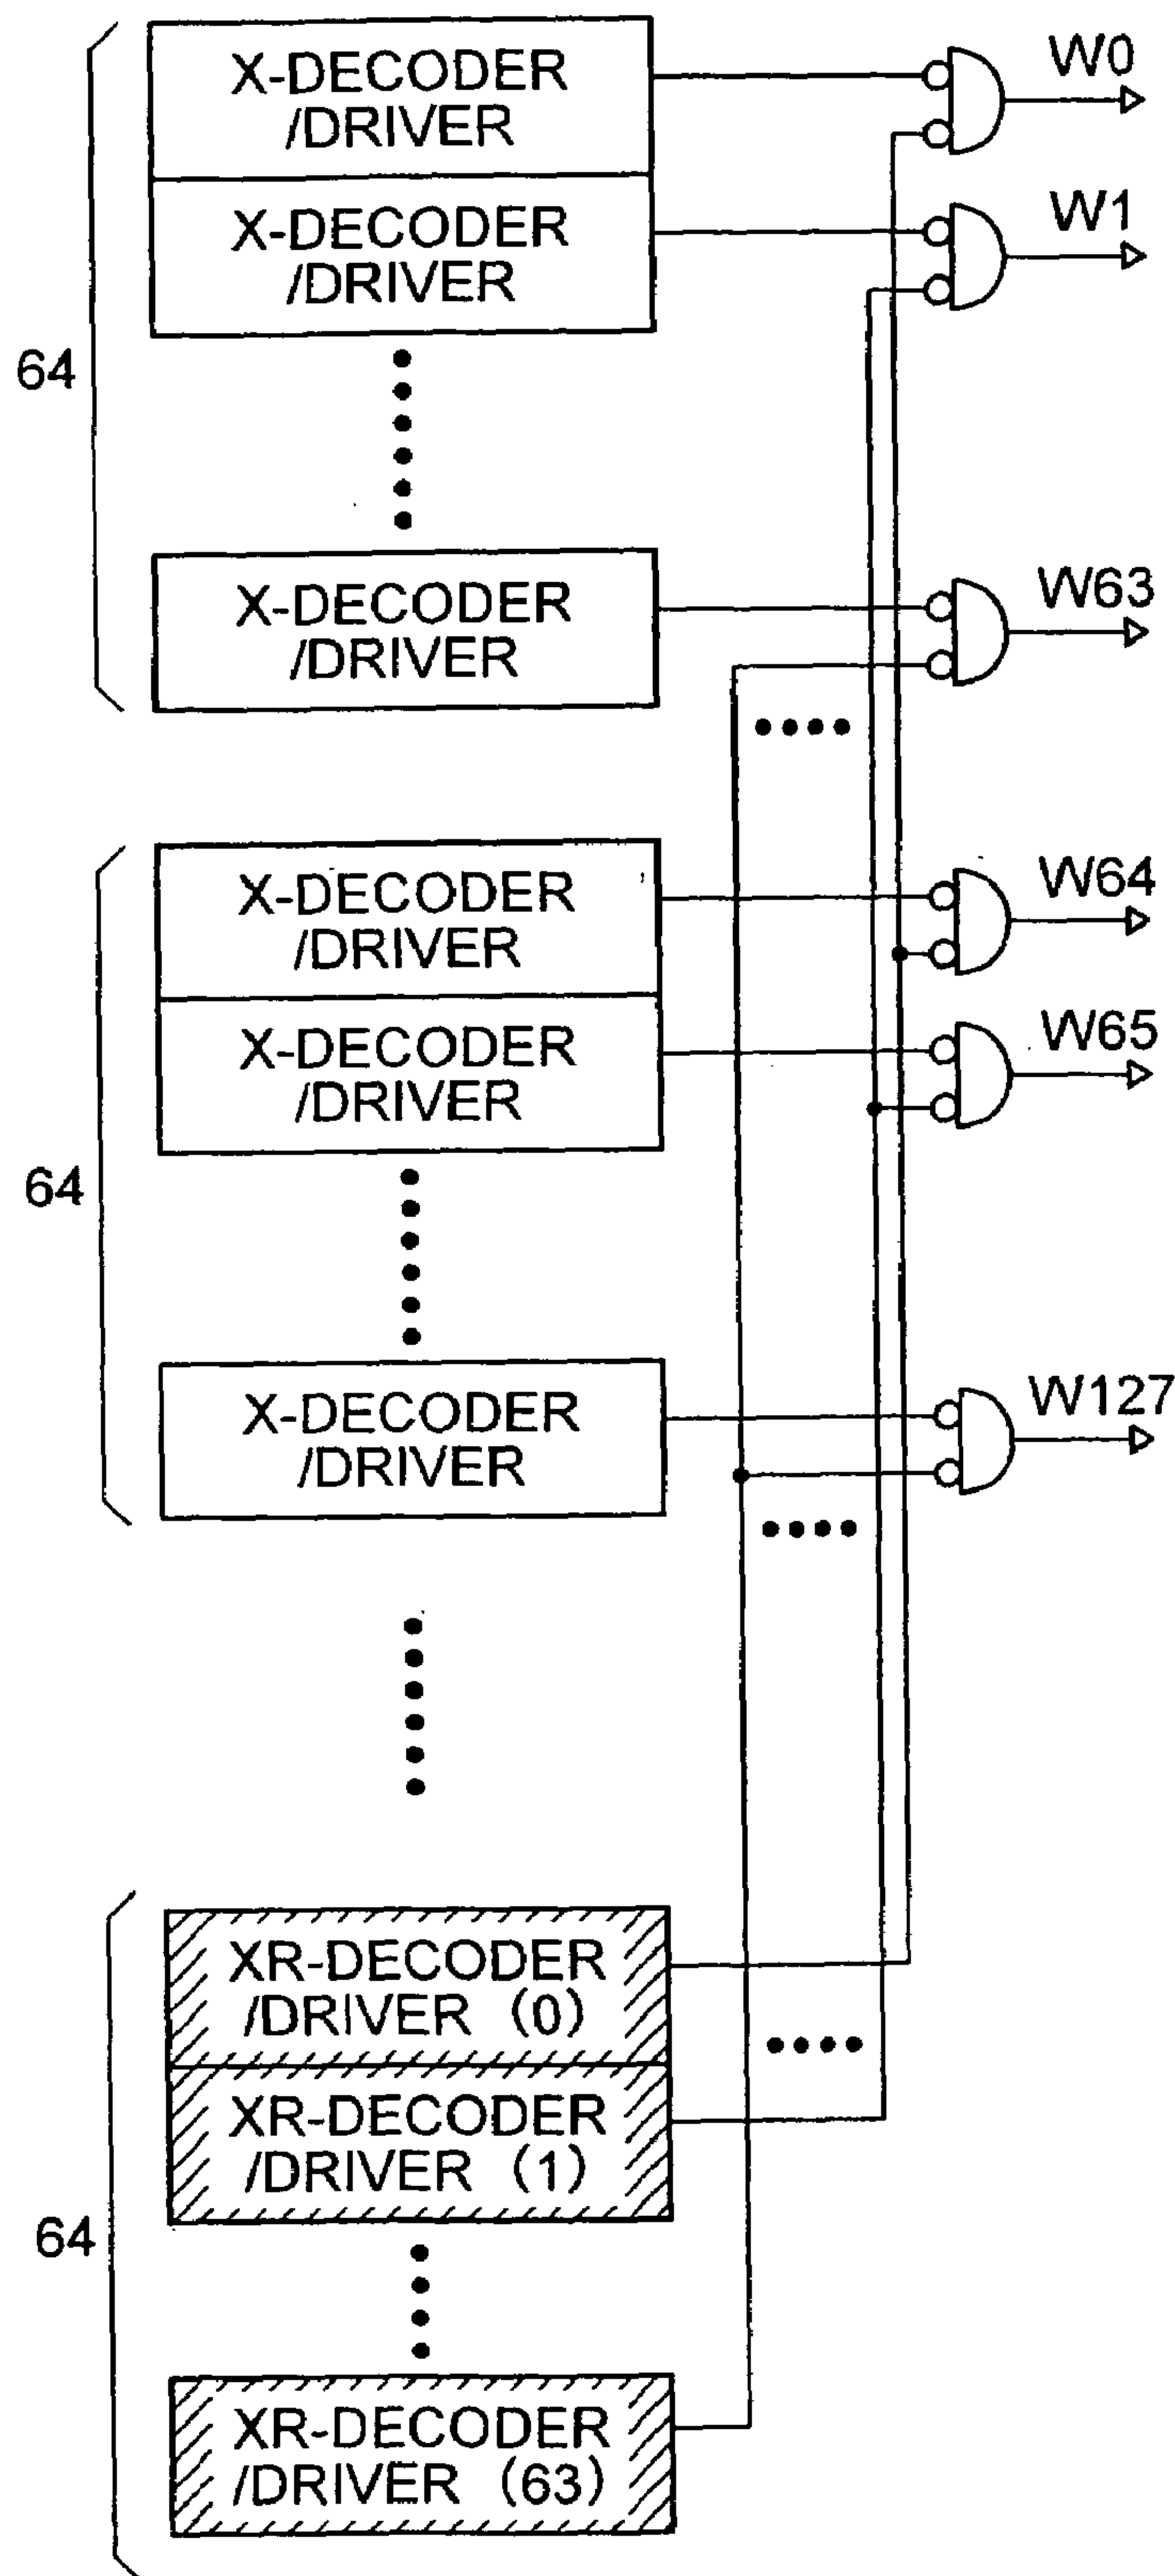 X-DECODER
/DRIVER
W0
X-DECODER
/DRIVER
W1
64
X-DECODER
/DRIVER
W63
X-DECODER
/DRIVER
W64
X-DECODER
/DRIVER
W65
64
X-DECODER
/DRIVER
W127
XR-DECODER
/DRIVER (0)
XR-DECODER
/DRIVER (1)
64
XR-DECODER
/DRIVER (63)